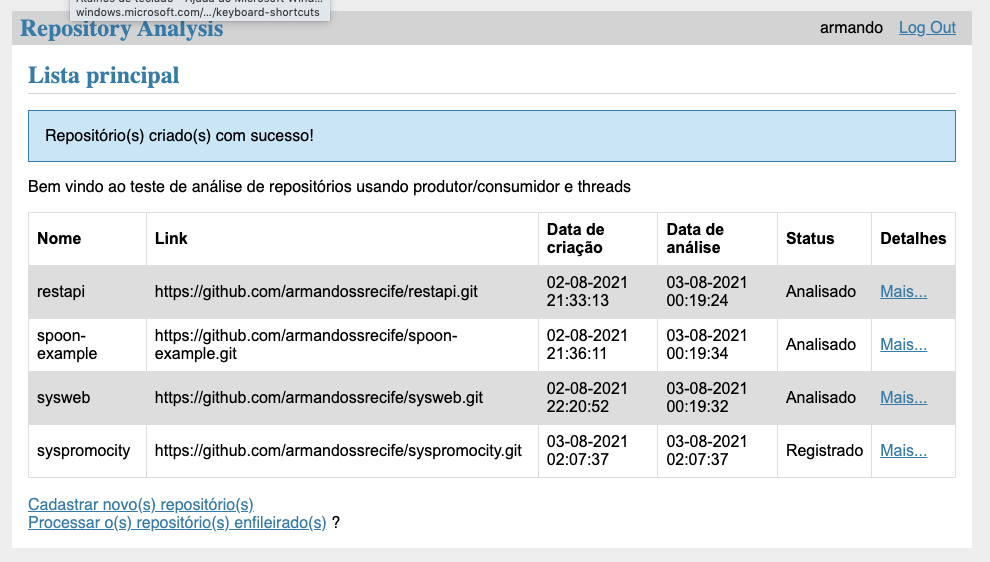 windows.microsoft.com/.../keyboard-shortcuts
Repository Analysis
armando Log Out
Lista principal
Repositório(s) criado(s) com sucesso!
Bem vindo ao teste de análise de repositórios usando produtor/consumidor e threads
Nome Link Data de criação Data de análise Status Detalhes
restapi https://github.com/armandossrecife/restapi.git 02-08-2021 21:33:13 03-08-2021 00:19:24 Analisado Mais...
spoon-example https://github.com/armandossrecife/spoon-example.git 02-08-2021 21:36:11 03-08-2021 00:19:34 Analisado Mais...
sysweb https://github.com/armandossrecife/sysweb.git 02-08-2021 22:20:52 03-08-2021 00:19:32 Analisado Mais...
syspromocity https://github.com/armandossrecife/syspromocity.git 03-08-2021 02:07:37 03-08-2021 02:07:37 Registrado Mais...
Cadastrar novo(s) repositório(s)
Processar o(s) repositório(s) enfileirado(s) ?